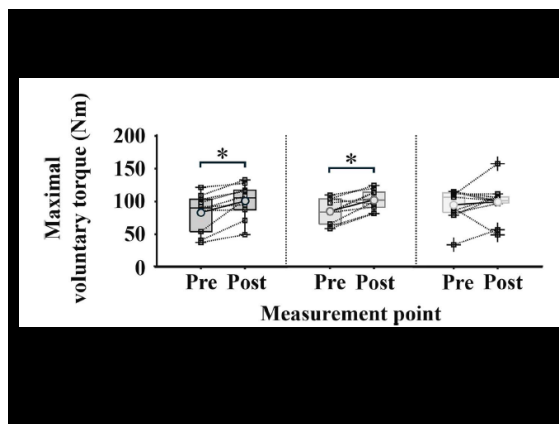 Maximal
voluntary torque (Nm)
200
150
100
50
0
*
*
Pre Post
Pre Post
Pre Post
Measurement point